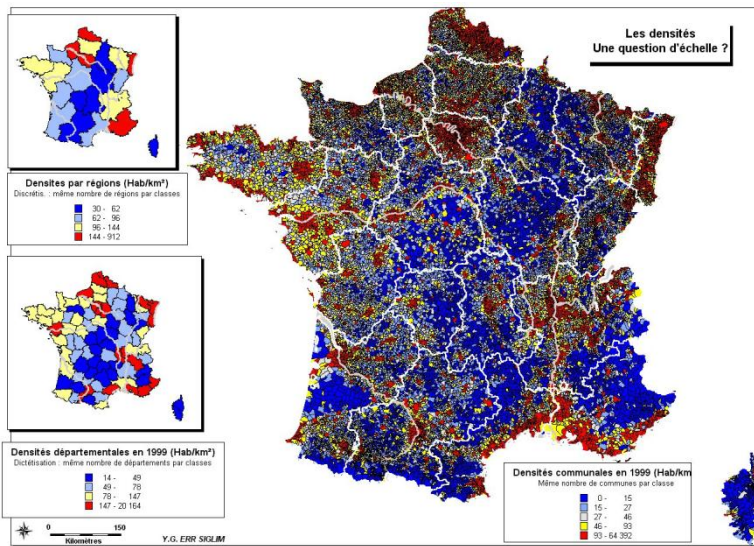 Les densités
Une question d'échelle ?
Densites par régions (Hab/km²)
Discrétis. : même nombre de régions par classes
30 - 62
62 - 96
96 - 144
144 - 912
Densités départementales en 1999 (Hab/km²)
Dictétisation : même nombre de départements par classes
14 - 49
49 - 78
78 - 147
147 - 20 164
0 150
Kilomètres
Y.G. ERR SIGLIM
Densités communales en 1999 (Hab/km
Même nombre de communes par classe
0 - 15
15 - 27
27 - 46
46 - 93
93 - 64 392